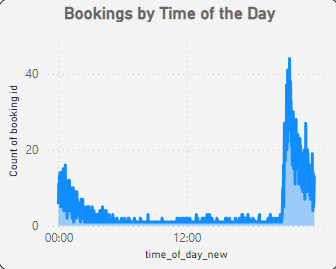 Bookings by Time of the Day
40
20
0
Count of booking id
00:00 12:00
time_of_day_new